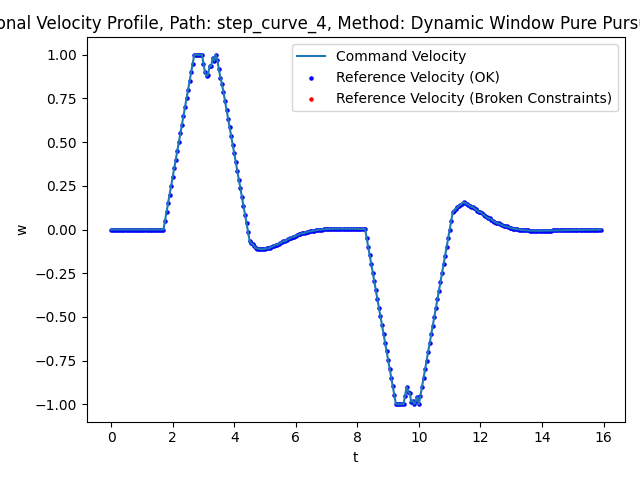 onal Velocity Profile, Path: step_curve_4, Method: Dynamic Window Pure Pursu
Command Velocity
Reference Velocity (OK)
Reference Velocity (Broken Constraints)
1.00
0.75
0.50
0.25
0.00
−0.25
−0.50
−0.75
−1.00
w
0 2 4 6 8 10 12 14 16
t